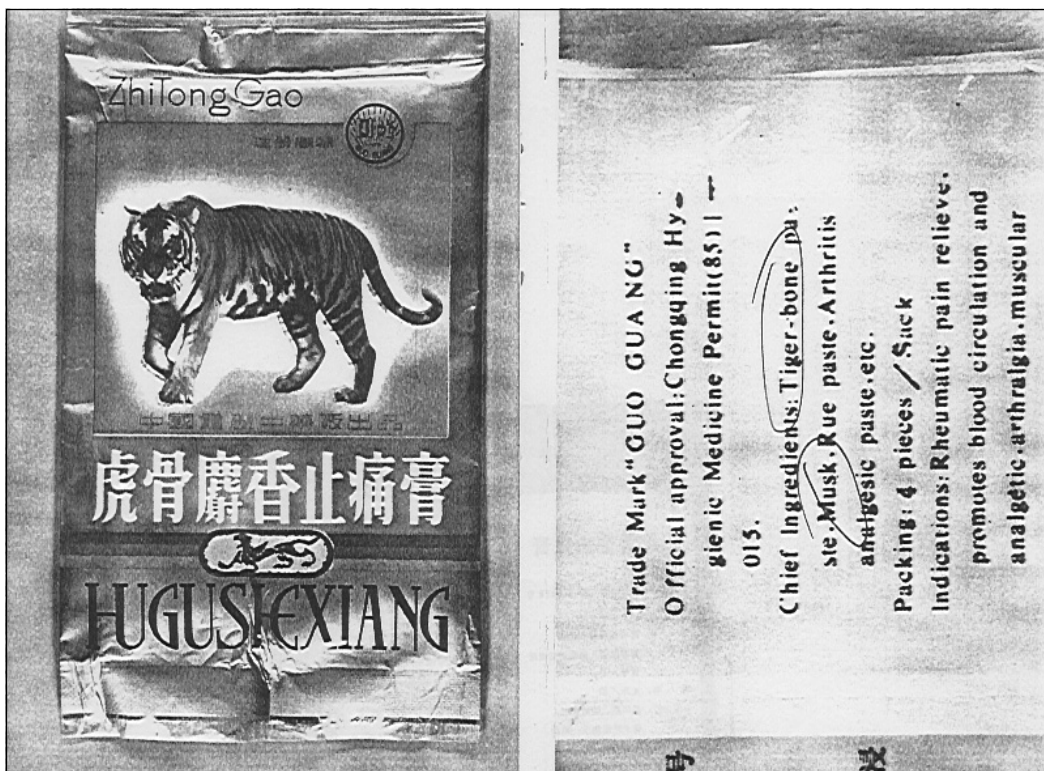 ZhiTong Gao
虎骨麝香止痛膏
HUGUSHEXIANG
Trade Mark"GUO GUANG"
Official approval:Chongquing Hy-
gienic Medicine Permit(85)1—
015.
Chief Ingredients:Tiger-bone pa-
ste.Musk.Rue paste.Arthritis
analgesic paste.etc.
Packing:4 pieces/Sack
Indications:Rheumatic pain relieve.
promotes blood circulation and
analgetic.arthralgia.muscular